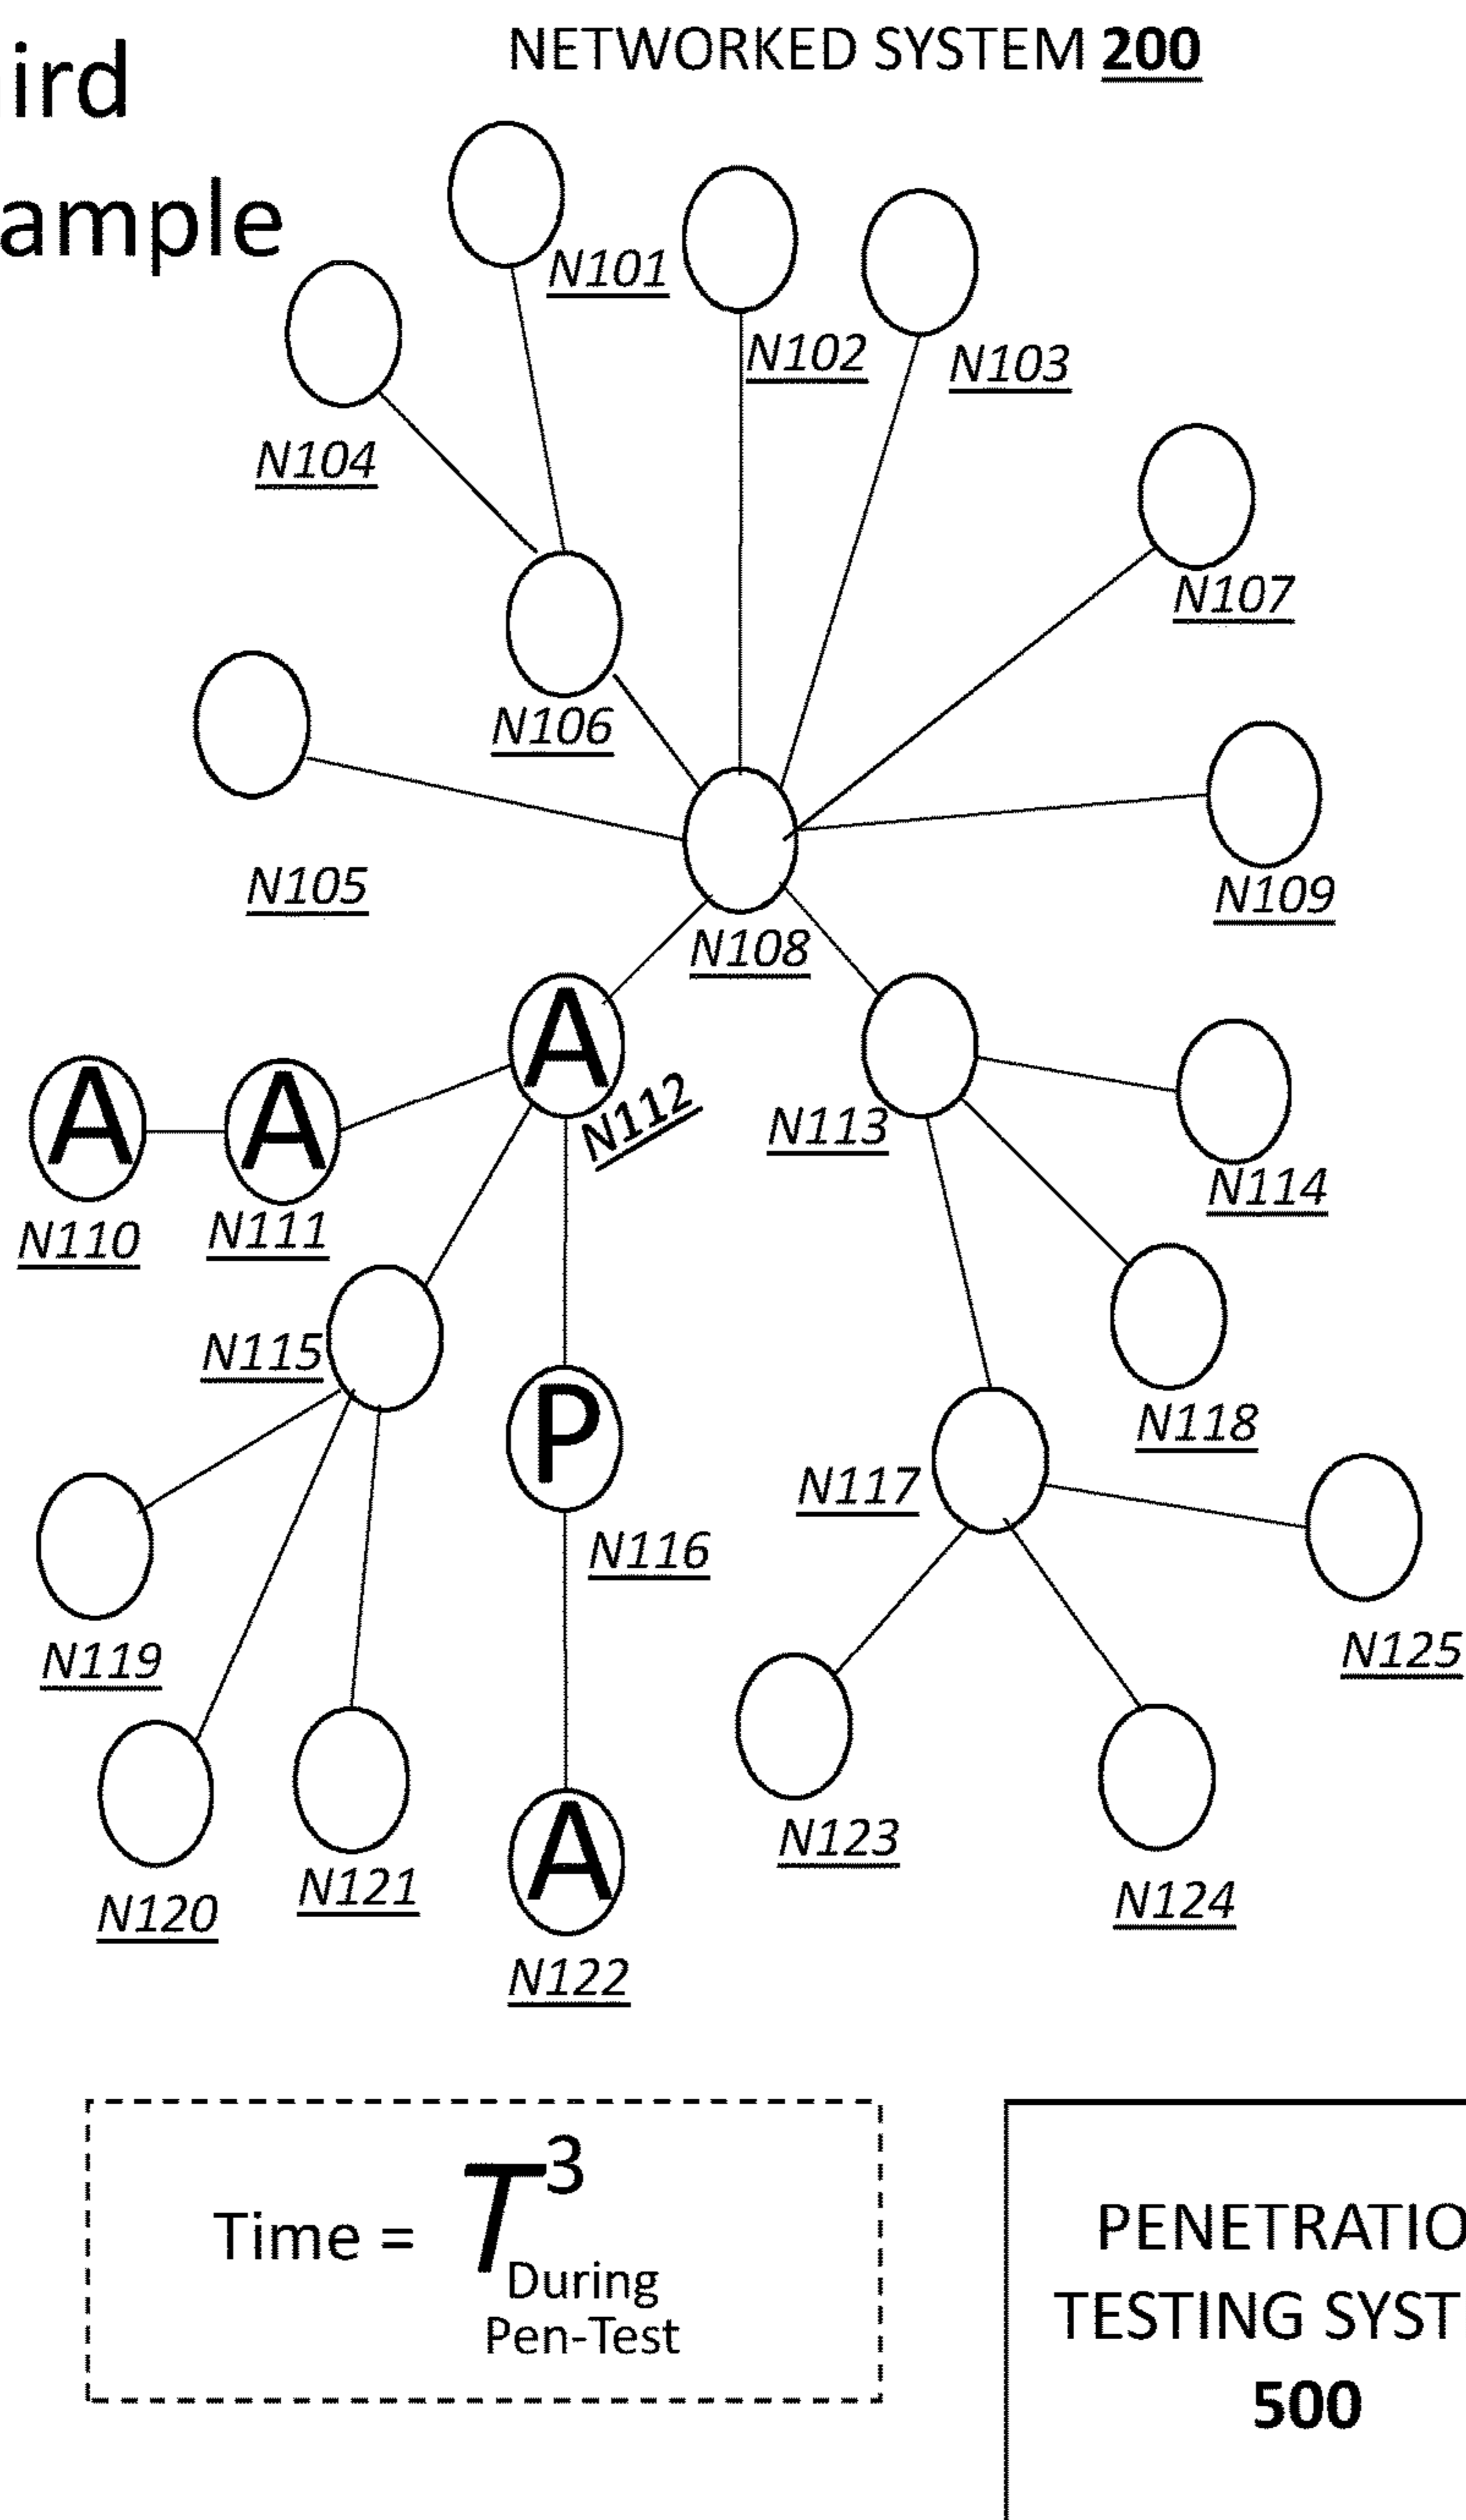 ird
NETWORKED SYSTEM 200
ample
N101
N102
N103
N104
N107
N106
N105
N109
N108
A
N112
A
A
N113
N114
N110
N111
N115
P
N118
N117
N116
N119
N125
N123
A
N121
N124
N120
N122
Time = T3
During
Pen-Test
PENETRATIO
TESTING SYST
500